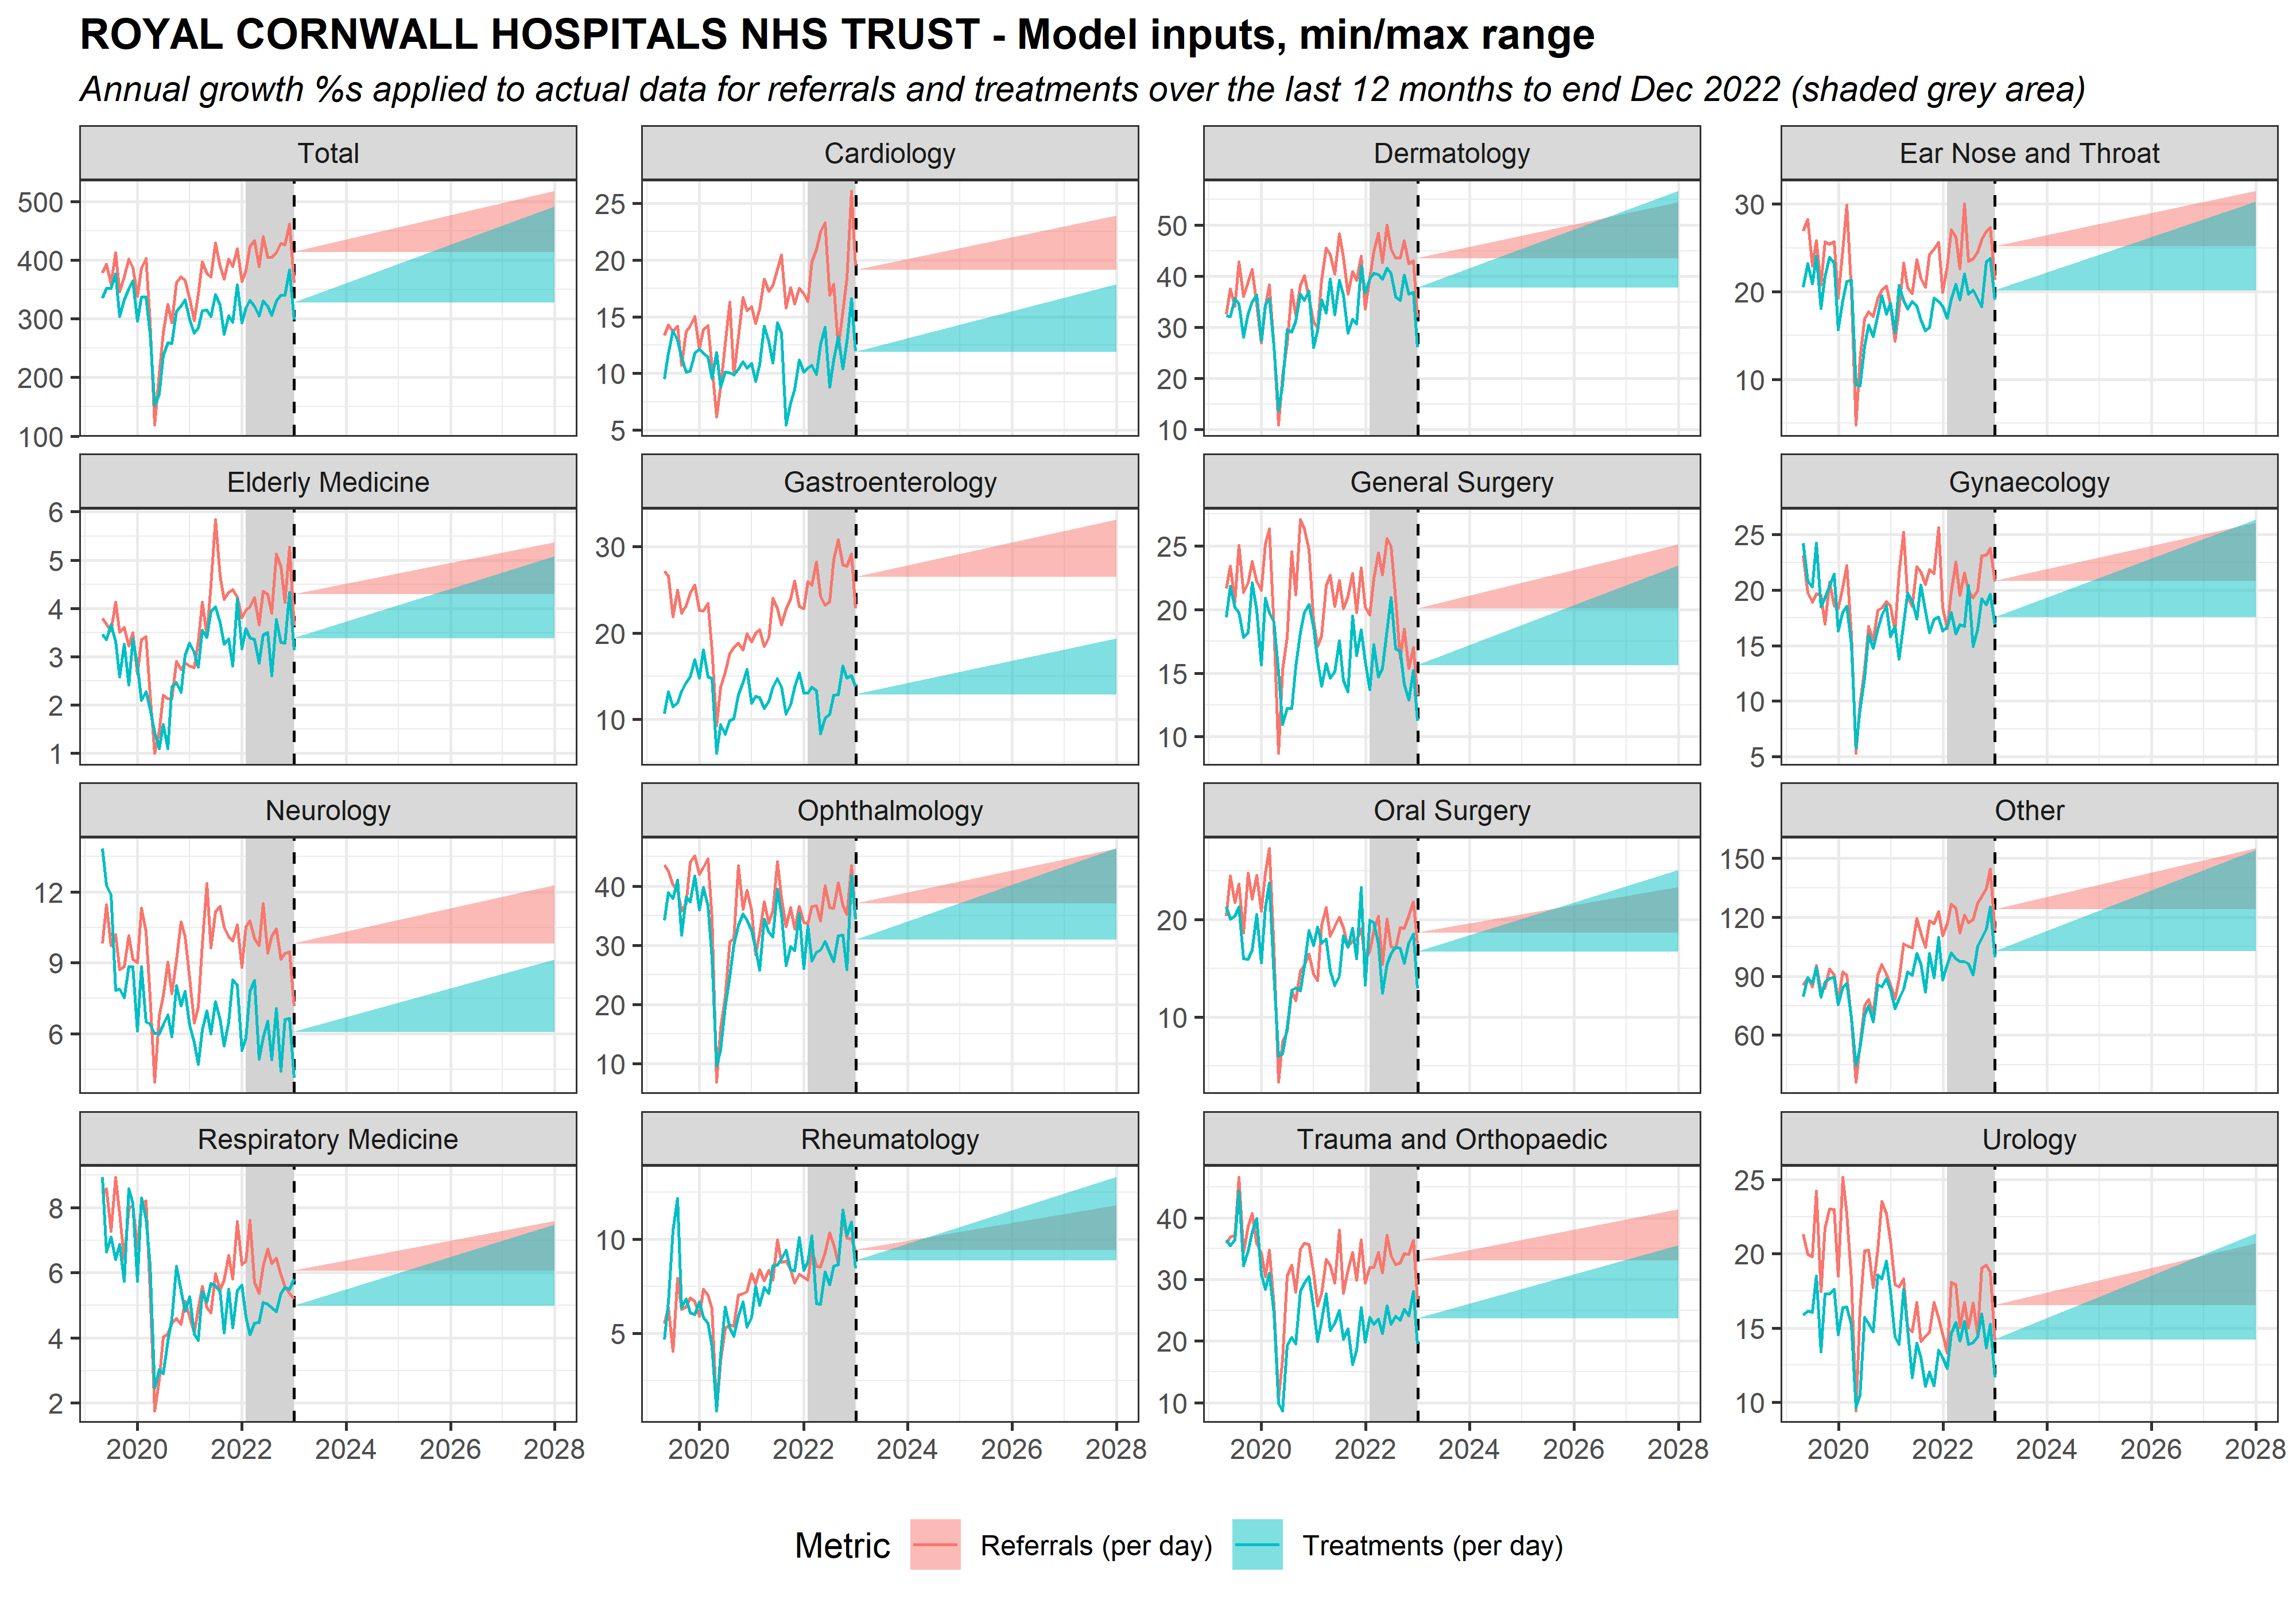 ROYAL CORNWALL HOSPITALS NHS TRUST - Model inputs, min/max range
Annual growth %s applied to actual data for referrals and treatments over the last 12 months to end Dec 2022 (shaded grey area)
Total
Cardiology
Dermatology
Ear Nose and Throat
500
400
300
200
100
25
20
15
10
5
50
40
30
20
10
30
20
10
Elderly Medicine
Gastroenterology
General Surgery
Gynaecology
6
5
4
3
2
1
30
20
10
25
20
15
10
25
20
15
10
5
Neurology
Ophthalmology
Oral Surgery
Other
12
9
6
40
30
20
10
20
10
150
120
90
60
Respiratory Medicine
Rheumatology
Trauma and Orthopaedic
Urology
8
6
4
2
10
5
40
30
20
10
25
20
15
10
2020 2022 2024 2026 2028
2020 2022 2024 2026 2028
2020 2022 2024 2026 2028
2020 2022 2024 2026 2028
Metric Referrals (per day) Treatments (per day)